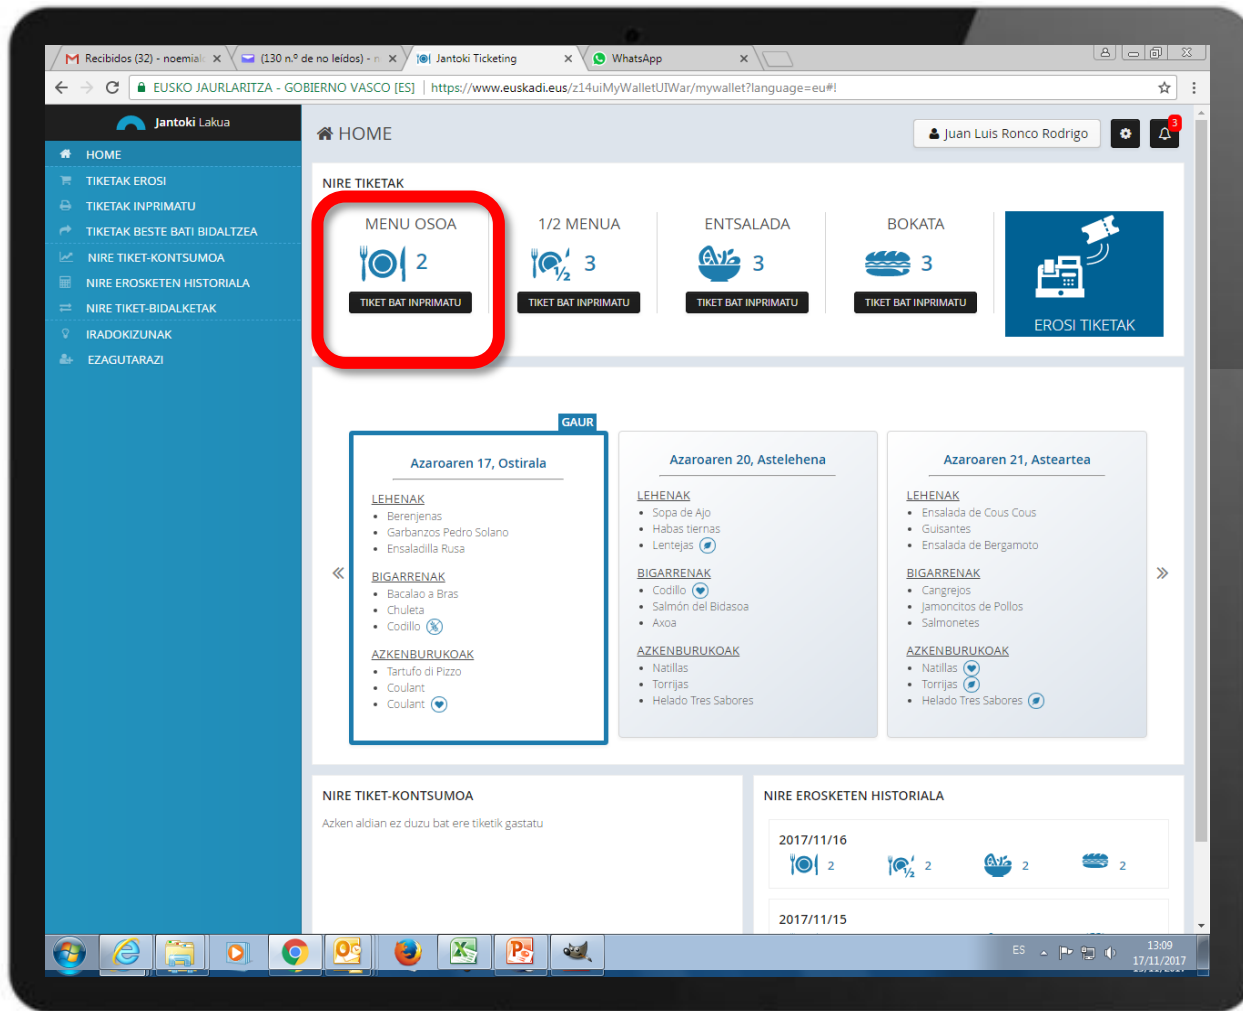 Recibidos (32) - noemial
(130 n.º de no leídos) - n
Jantoki Ticketing
WhatsApp
EUSKO JAURLARITZA - GOBIERNO VASCO [ES]
https://www.euskadi.eus/z14uiMyWalletUIWar/mywallet?language=eu#!
Jantoki Lakua
HOME
TIKETAK EROSI
TIKETAK INPRIMATU
TIKETAK BESTE BATI BIDALTZEA
NIRE TIKET-KONTSUMOA
NIRE EROSKETEN HISTORIALA
NIRE TIKET-BIDALKETAK
IRADOKIZUNAK
EZAGUTARAZI
HOME
Juan Luis Ronco Rodrigo
3
NIRE TIKETAK
MENU OSOA
2
TIKET BAT INPRIMATU
1/2 MENUA
1/2 3
TIKET BAT INPRIMATU
ENTSALADA
3
TIKET BAT INPRIMATU
BOKATA
3
TIKET BAT INPRIMATU
EROSI TIKETAK
GAUR
Azaroaren 17, Ostirala
LEHENAK
Berenjenas
Garbanzos Pedro Solano
Ensaladilla Rusa
BIGARRENAK
Bacalao a Bras
Chuleta
Codillo
AZKENBURUKOAK
Tartufo di Pizzo
Coulant
Coulant
Azaroaren 20, Astelehena
LEHENAK
Sopa de Ajo
Habas tiernas
Lentejas
BIGARRENAK
Codillo
Salmón del Bidasoa
Axoa
AZKENBURUKOAK
Natillas
Torrijas
Helado Tres Sabores
Azaroaren 21, Asteartea
LEHENAK
Ensalada de Cous Cous
Guisantes
Ensalada de Bergamoto
BIGARRENAK
Cangrejos
Jamoncitos de Pollos
Salmonetes
AZKENBURUKOAK
Natillas
Torrijas
Helado Tres Sabores
NIRE TIKET-KONTSUMOA
Azken aldian ez duzu bat ere tiketik gastatu
NIRE EROSKETEN HISTORIALA
2017/11/16
2 1/2 2 2 2
2017/11/15
ES
13:09
17/11/2017